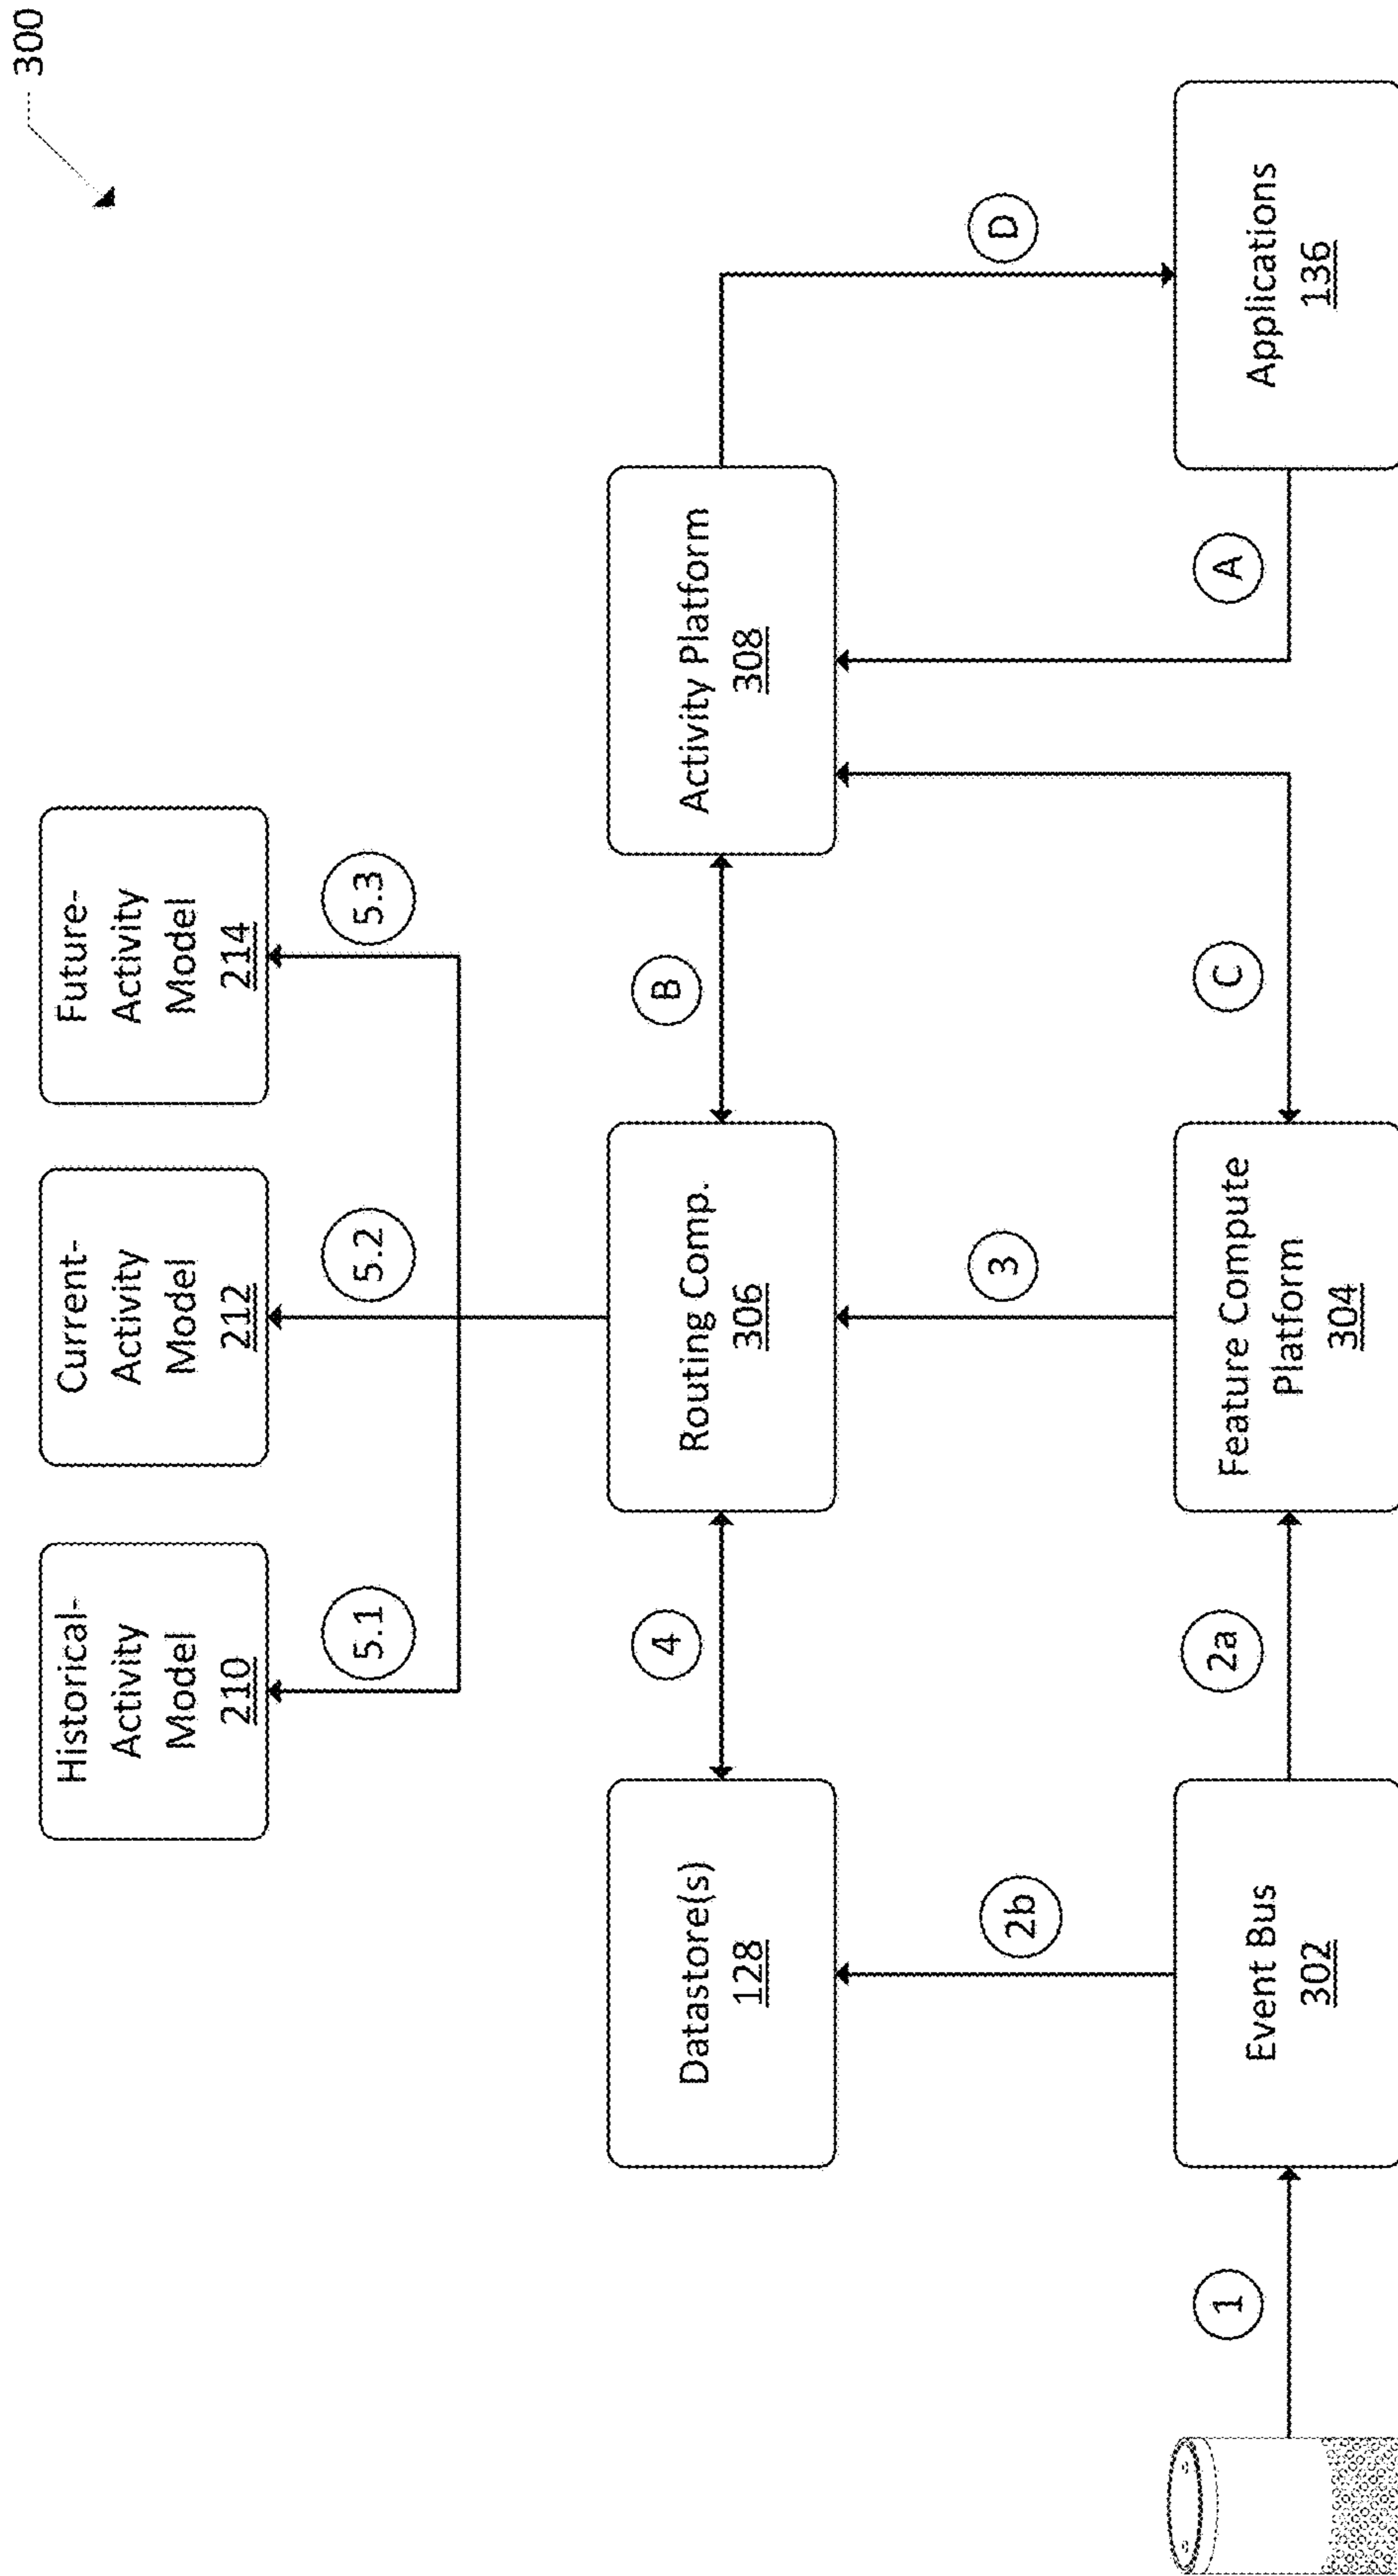 300
Historical-
Activity
Model
210
Current-
Activity
Model
212
Future-
Activity
Model
214
5.1
5.2
5.3
Datastore(s)
128
4
Routing Comp.
306
B
Activity Platform
308
2b
3
C
A
D
1
Event Bus
302
2a
Feature Compute
Platform
304
Applications
136